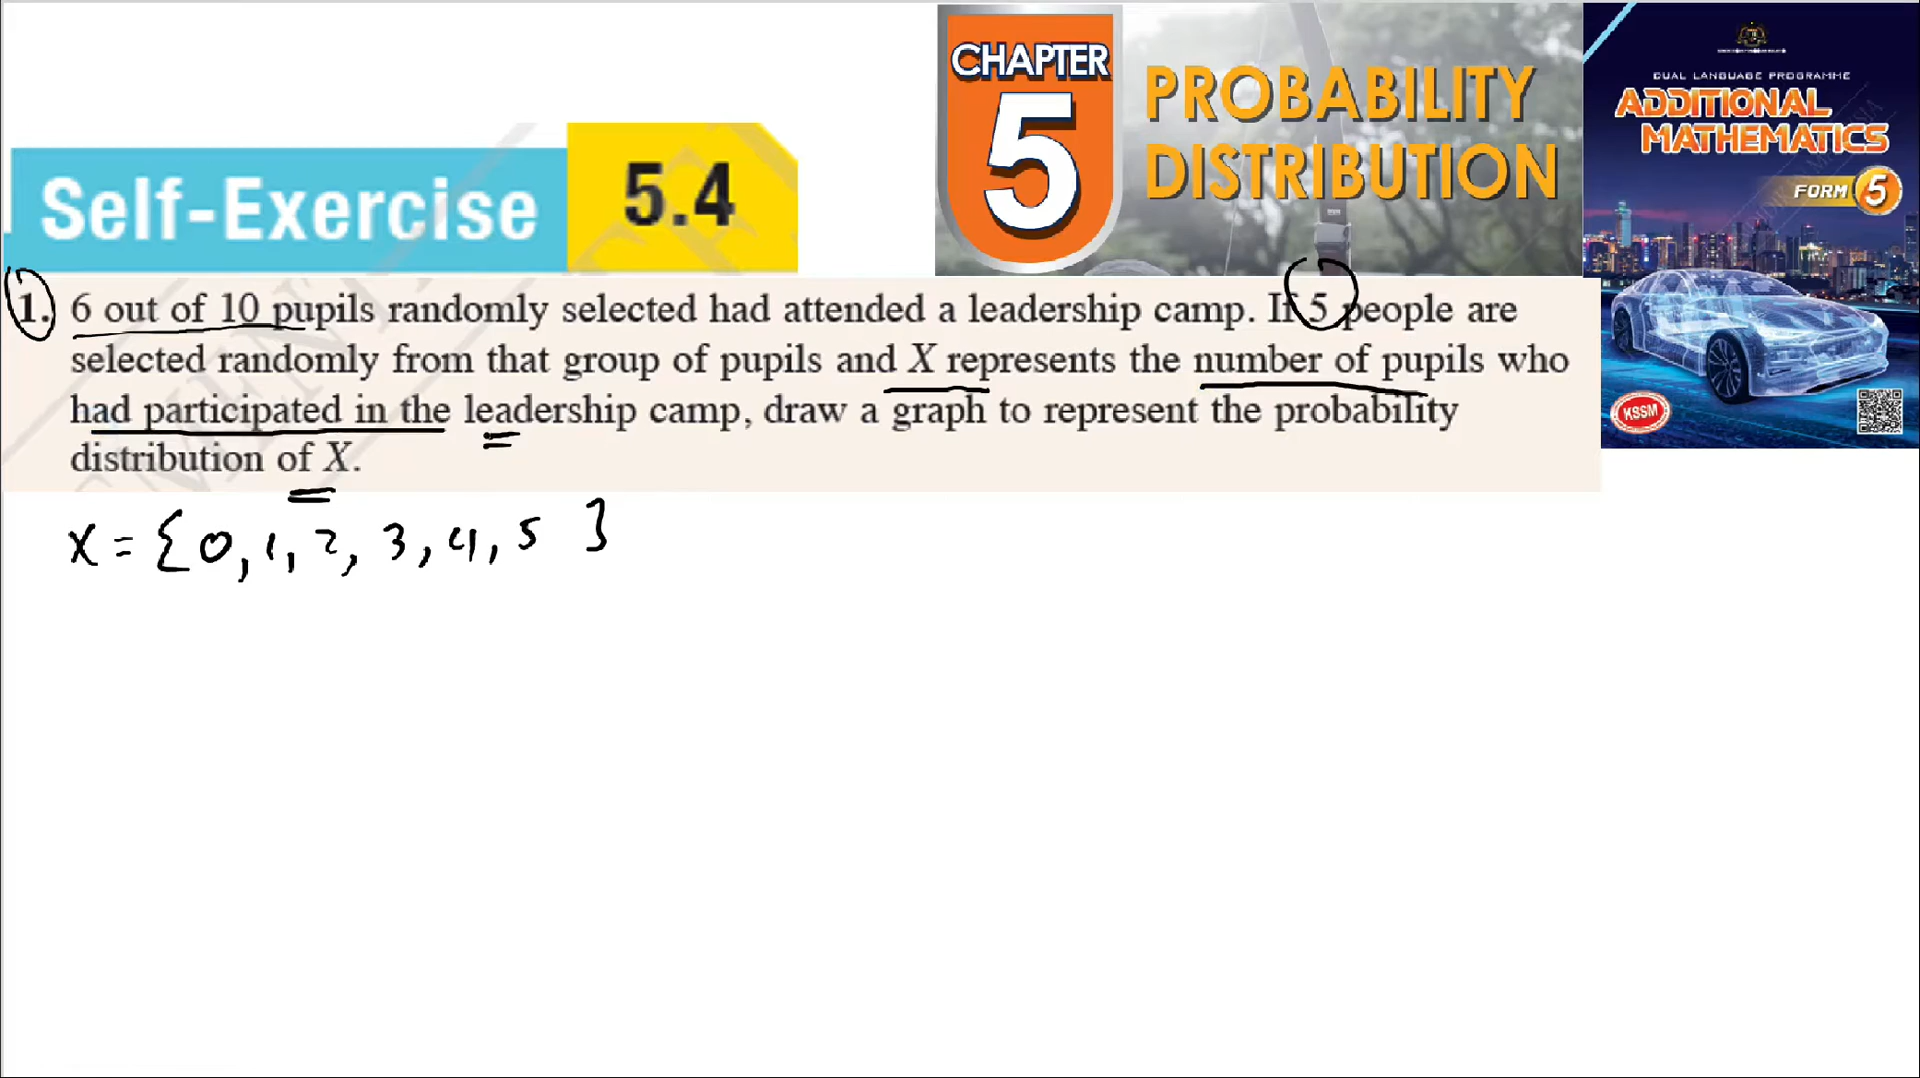 CHAPTER
5
PROBABILITY
DISTRIBUTION
DUAL LANGUAGE PROGRAMME
ADDITIONAL
MATHEMATICS
FORM 5
KSSM
Self-Exercise 5.4
1. 6 out of 10 pupils randomly selected had attended a leadership camp. If 5 people are
selected randomly from that group of pupils and X represents the number of pupils who
had participated in the leadership camp, draw a graph to represent the probability
distribution of X.
X = { 0, 1, 2, 3, 4, 5 }